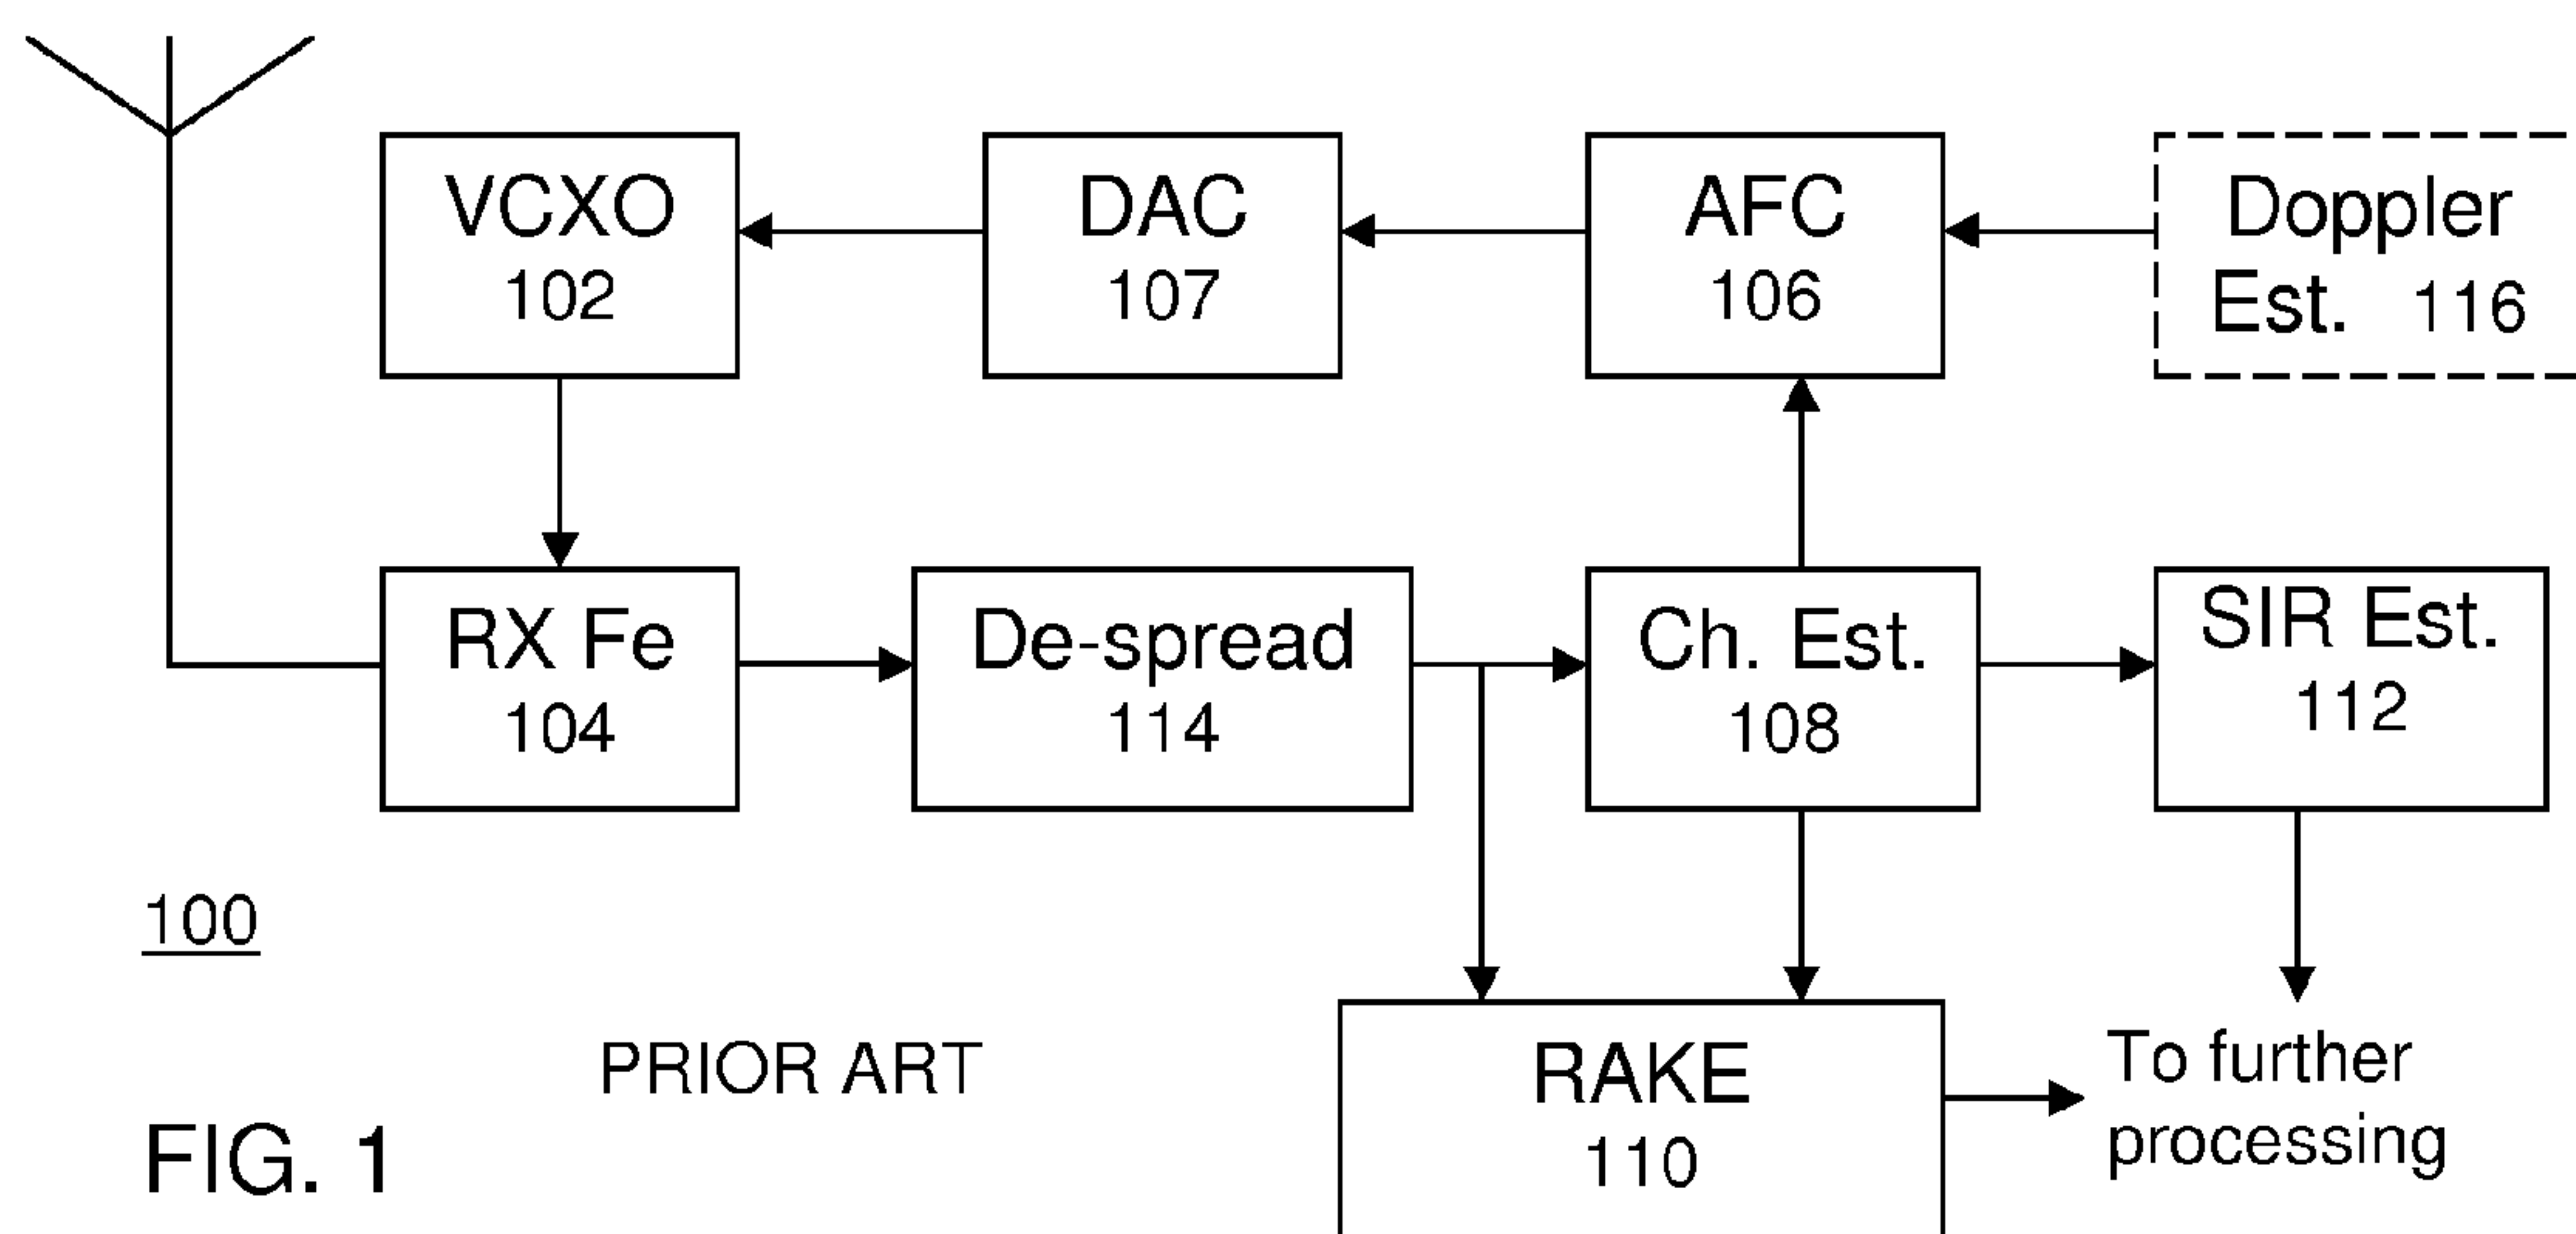 VCXO
102
DAC
107
AFC
106
Doppler
Est. 116
RX Fe
104
De-spread
114
Ch. Est.
108
SIR Est.
112
100
PRIOR ART
RAKE
110
To further
processing
FIG. 1